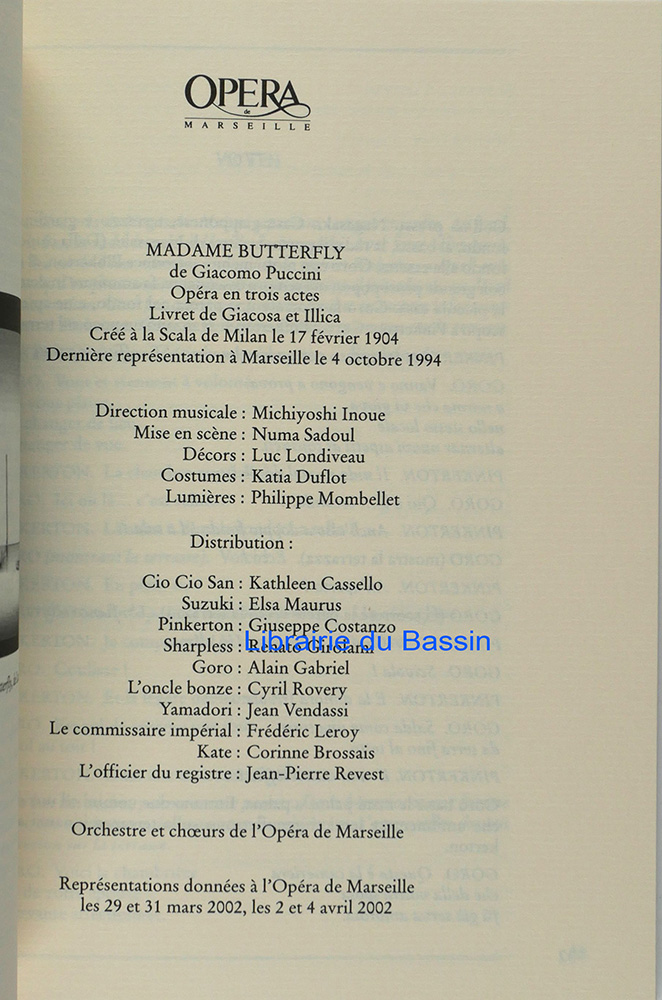 OPERA
de
MARSEILLE
MADAME BUTTERFLY
de Giacomo Puccini
Opéra en trois actes
Livret de Giacosa et Illica
Créé à la Scala de Milan le 17 février 1904
Dernière représentation à Marseille le 4 octobre 1994
Direction musicale : Michiyoshi Inoue
Mise en scène : Numa Sadoul
Décors : Luc Londiveau
Costumes : Katia Duflot
Lumières : Philippe Mombellet
Distribution :
Cio Cio San : Kathleen Cassello
Suzuki : Elsa Maurus
Pinkerton : Giuseppe Costanzo
Librairie du Bassin
Sharpless : Renato Girolami
Goro : Alain Gabriel
L'oncle bonze : Cyril Rovery
Yamadori : Jean Vendassi
Le commissaire impérial : Frédéric Leroy
Kate : Corinne Brossais
L'officier du registre : Jean-Pierre Revest
Orchestre et chœurs de l'Opéra de Marseille
Représentations données à l'Opéra de Marseille
les 29 et 31 mars 2002, les 2 et 4 avril 2002